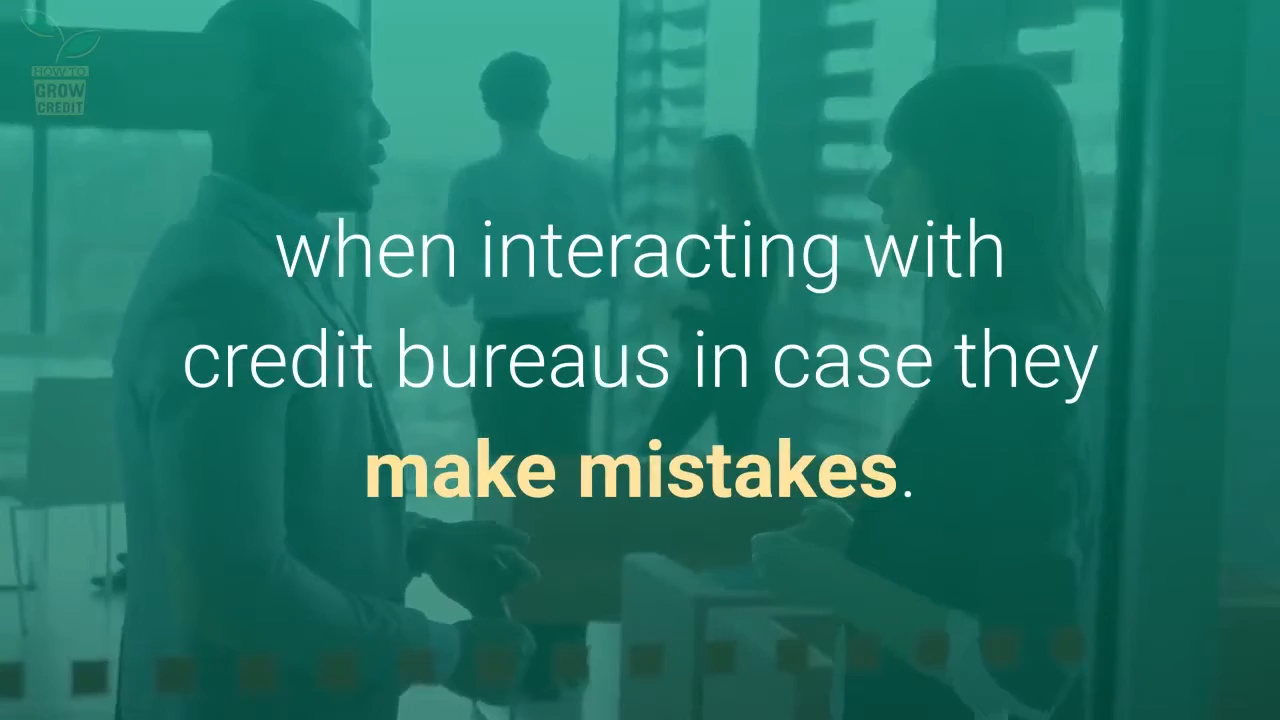 HOW TO
GROW
CREDIT
when interacting with
credit bureaus in case they
make mistakes.